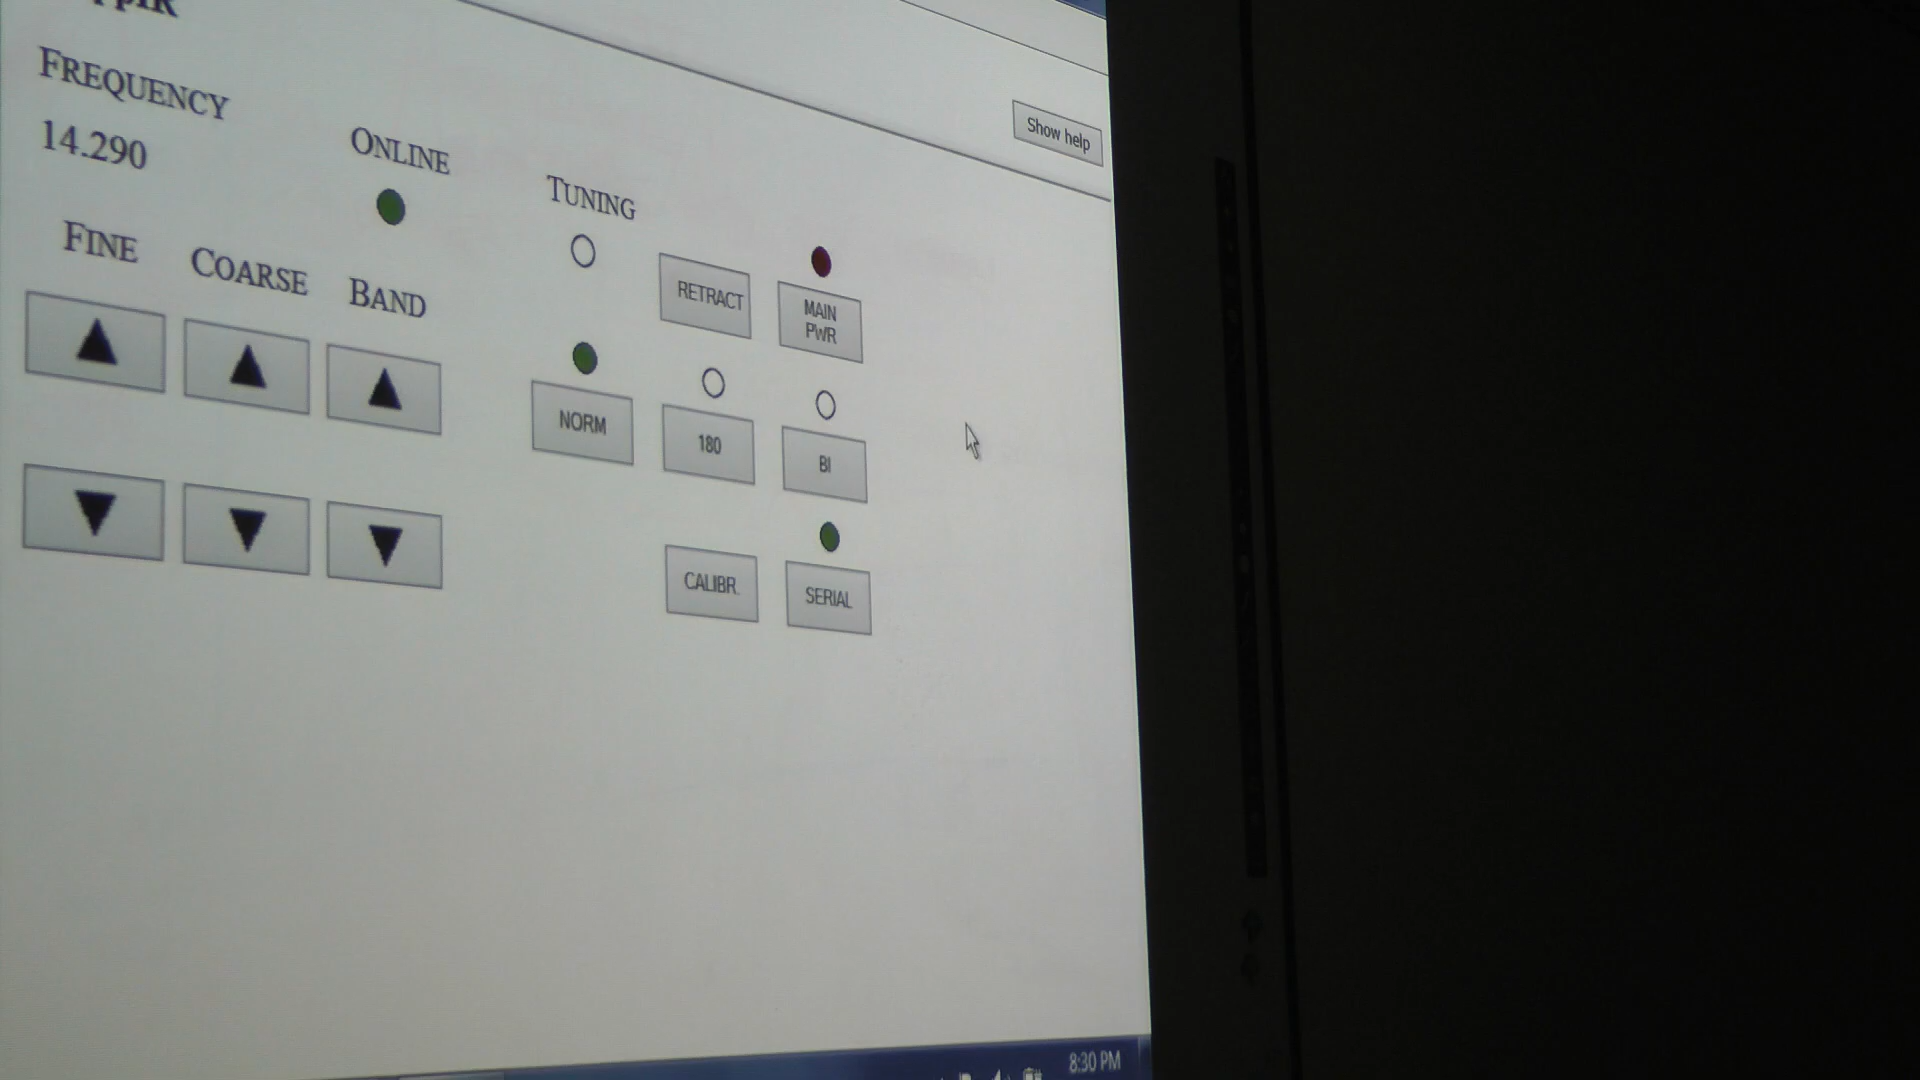 FREQUENCY
14.290
ONLINE
TUNING
Show help
FINE
COARSE
BAND
RETRACT
MAIN
PWR
NORM
180
BI
CALIBR.
SERIAL
8:30 PM